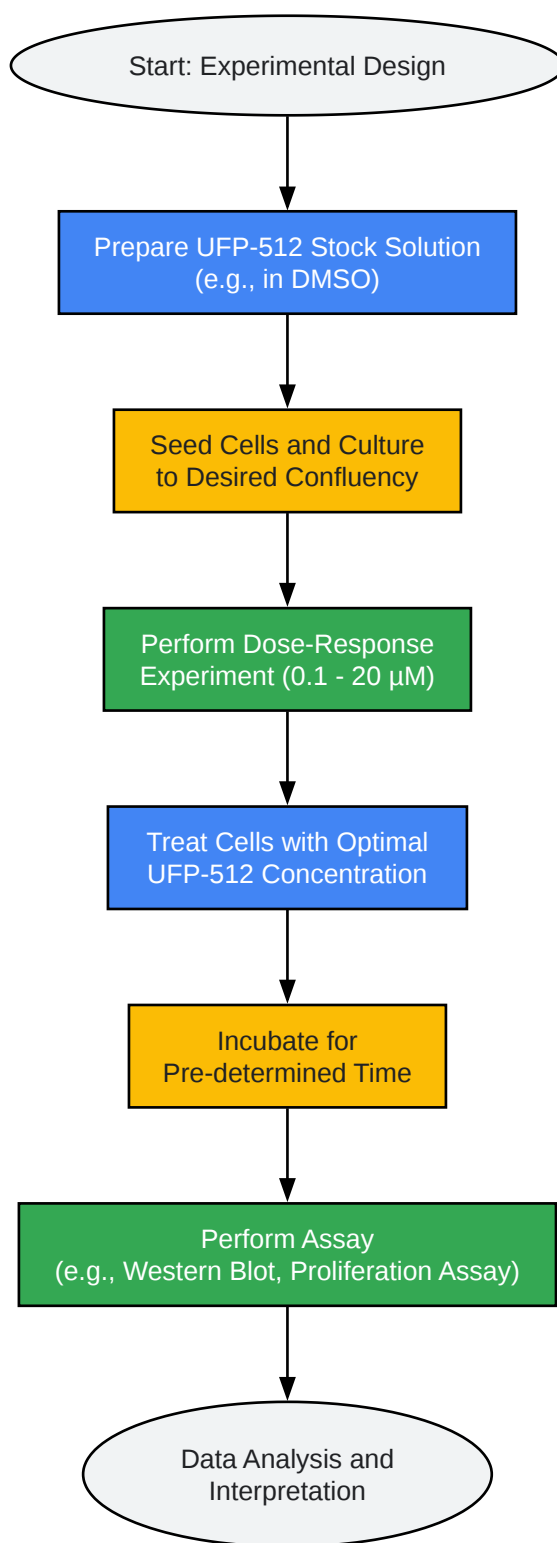 Start: Experimental Design
Prepare UFP-512 Stock Solution
(e.g., in DMSO)
Seed Cells and Culture
to Desired Confluency
Perform Dose-Response
Experiment (0.1 - 20 µM)
Treat Cells with Optimal
UFP-512 Concentration
Incubate for
Pre-determined Time
Perform Assay
(e.g., Western Blot, Proliferation Assay)
Data Analysis and
Interpretation